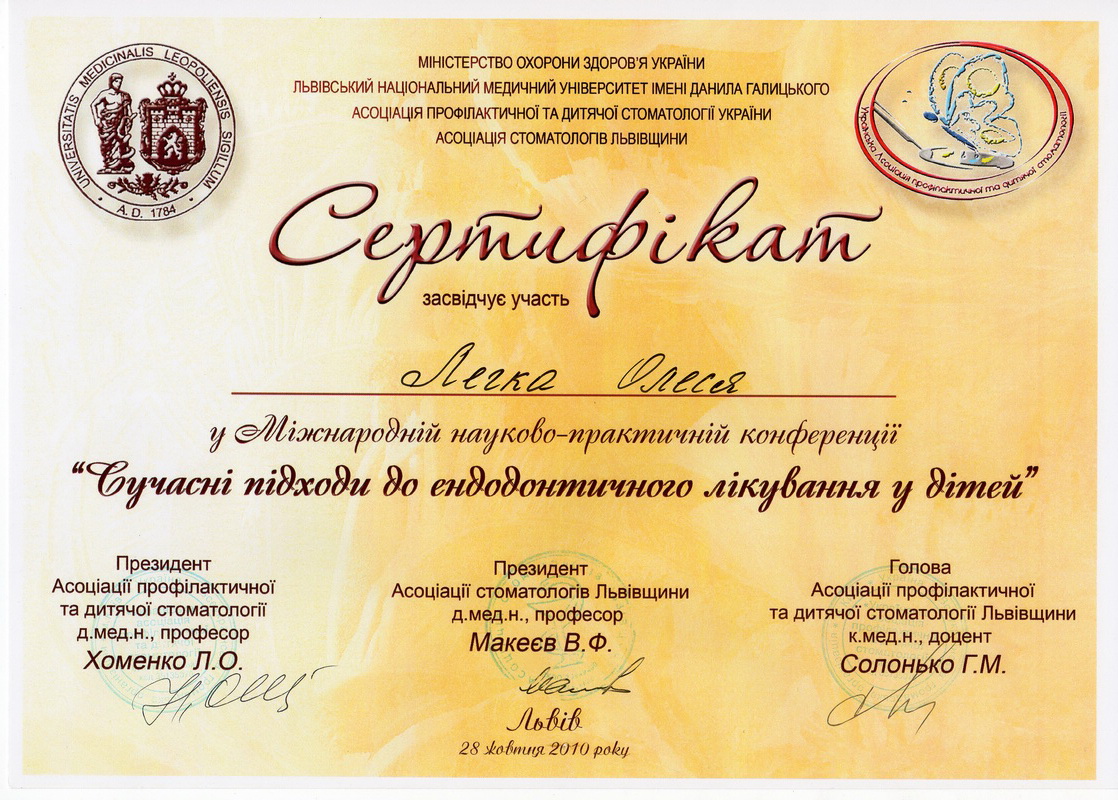 UNIVERSITATIS MEDICINALIS LEOPOLIENSIS SIGILLUM
A.D. 1784
МІНІСТЕРСТВО ОХОРОНИ ЗДОРОВ'Я УКРАЇНИ
ЛЬВІВСЬКИЙ НАЦІОНАЛЬНИЙ МЕДИЧНИЙ УНІВЕРСИТЕТ ІМЕНІ ДАНИЛА ГАЛИЦЬКОГО
АСОЦІАЦІЯ ПРОФІЛАКТИЧНОЇ ТА ДИТЯЧОЇ СТОМАТОЛОГІЇ УКРАЇНИ
АСОЦІАЦІЯ СТОМАТОЛОГІВ ЛЬВІВЩИНИ
Українська Асоціація профілактичної та дитячої стоматології
Сертифікат
засвідчує участь
Легка Олеся
у Міжнародній науково-практичній конференції
“Сучасні підходи до ендодонтичного лікування у дітей”
Президент
Асоціації профілактичної
та дитячої стоматології
д.мед.н., професор
Хоменко Л.О.
Президент
Асоціації стоматологів Львівщини
д.мед.н., професор
Макеєв В.Ф.
Голова
Асоціації профілактичної
та дитячої стоматології Львівщини
к.мед.н., доцент
Солонько Г.М.
Львів
28 жовтня 2010 року